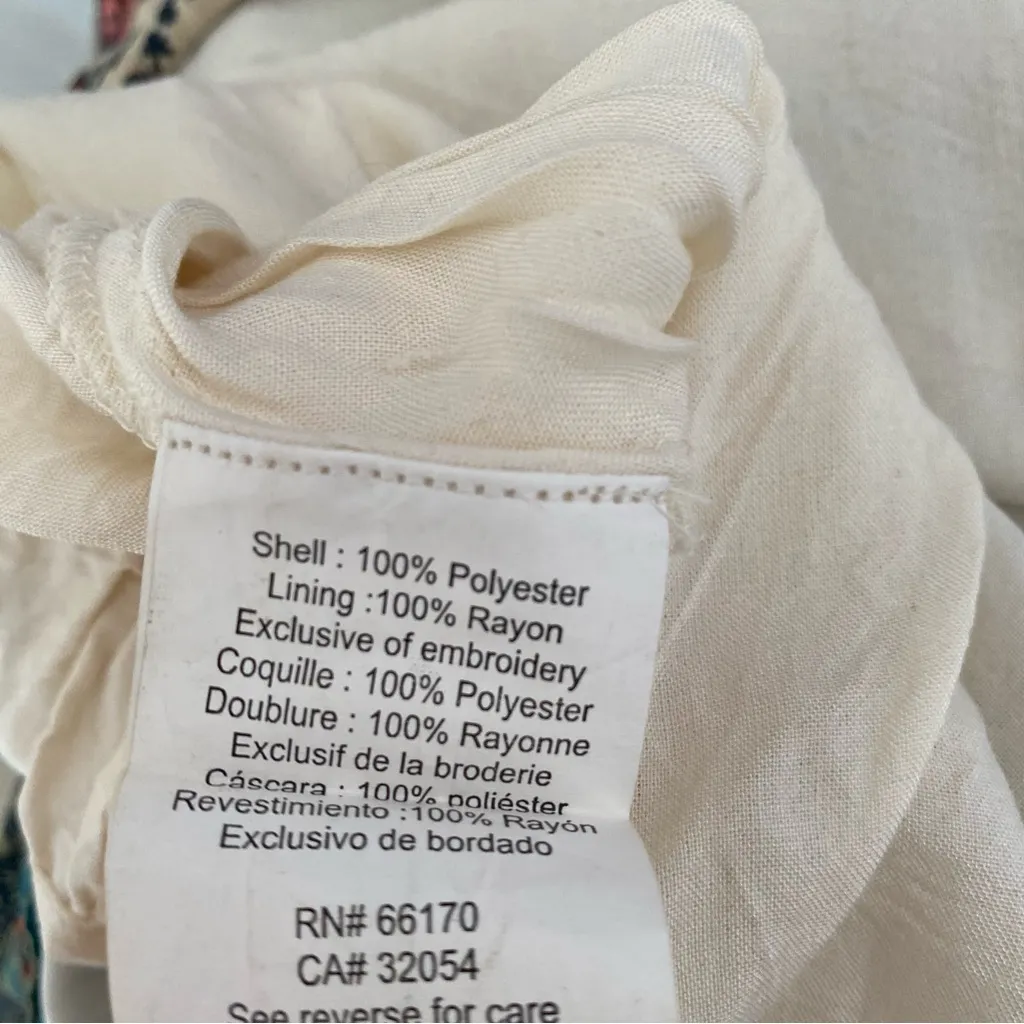 Shell : 100% Polyester
Lining :100% Rayon
Exclusive of embroidery
Coquille : 100% Polyester
Doublure : 100% Rayonne
Exclusif de la broderie
Cáscara : 100% poliéster
Revestimiento :100% Rayón
Exclusivo de bordado
RN# 66170
CA# 32054
See reverse for care